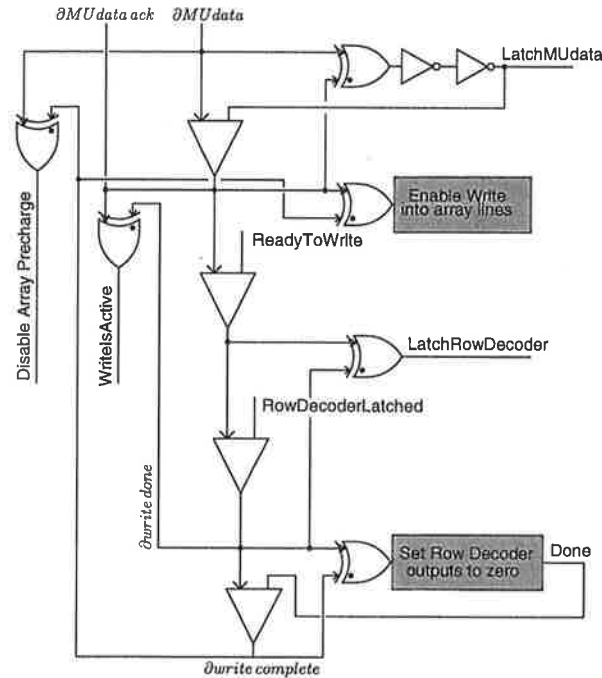 ∂MUdata ack
∂MUdata
LatchMUdata
Enable Write
into array lines
ReadyToWrite
Disable Array Precharge
WriteIsActive
LatchRowDecoder
RowDecoderLatched
∂write done
Set Row Decoder
outputs to zero
Done
∂write complete